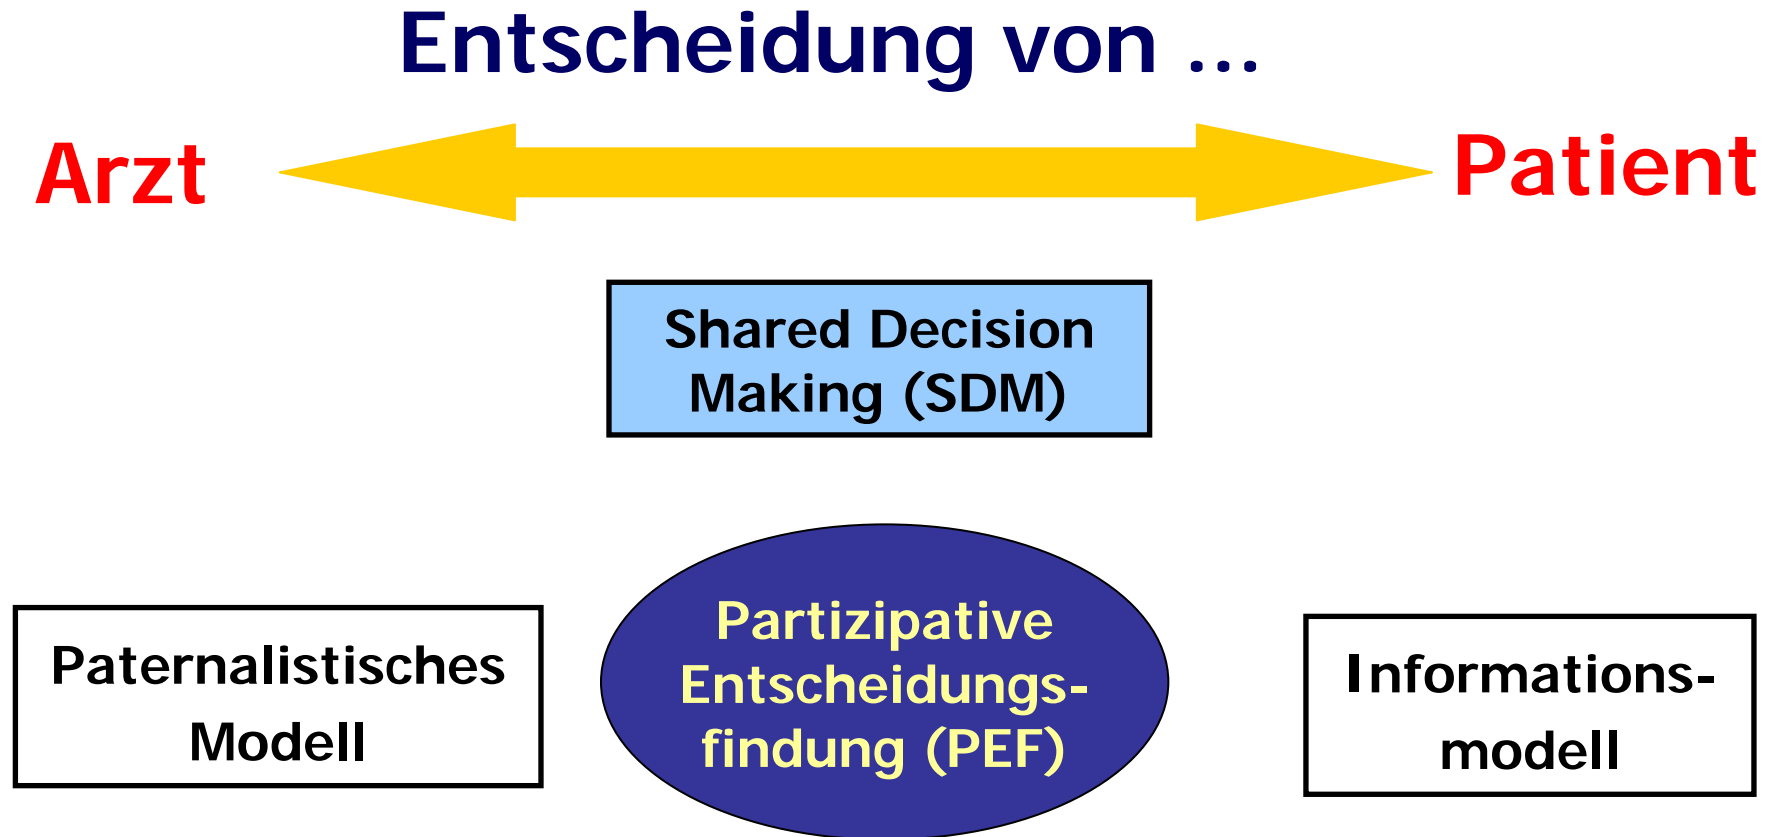 Entscheidung von ...
Arzt
Patient
Shared Decision
Making (SDM)
Paternalistisches
Modell
Partizipative
Entscheidungs-
findung (PEF)
Informations-
modell